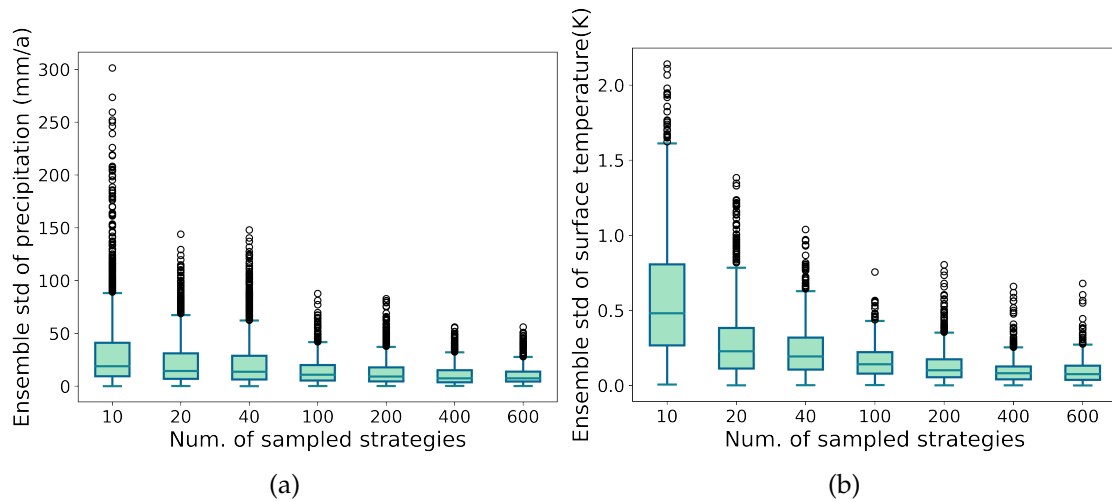 Ensemble std of precipitation (mm/a)
300
250
200
150
100
50
0
10 20 40 100 200 400 600
Num. of sampled strategies
(a)
Ensemble std of surface temperature(K)
2.0
1.5
1.0
0.5
0.0
10 20 40 100 200 400 600
Num. of sampled strategies
(b)